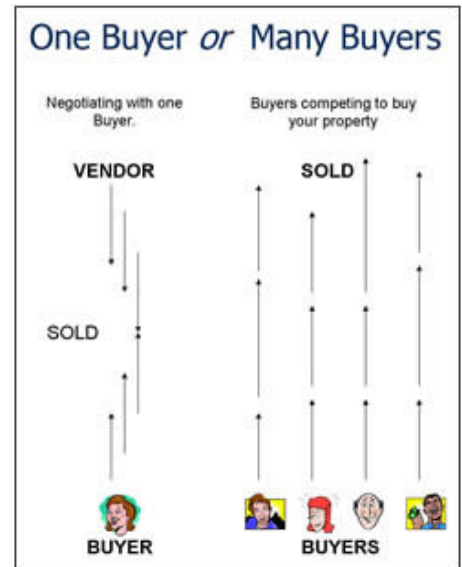 One Buyer or Many Buyers
Negotiating with one
Buyer.
VENDOR
SOLD
BUYER
Buyers competing to buy
your property
SOLD
BUYERS